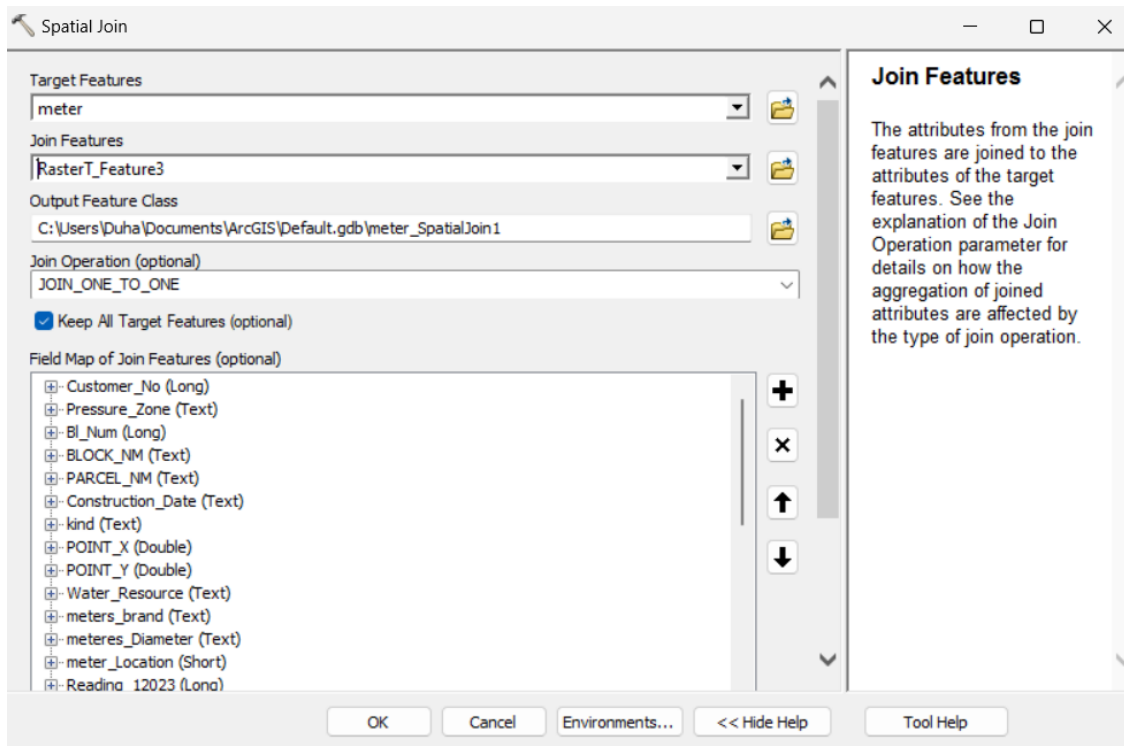 Spatial Join
Target Features
meter
Join Features
RasterT_Feature3
Output Feature Class
C:\Users\Duha\Documents\ArcGIS\Default.gdb\meter_SpatialJoin1
Join Operation (optional)
JOIN_ONE_TO_ONE
Keep All Target Features (optional)
Field Map of Join Features (optional)
Customer_No (Long)
Pressure_Zone (Text)
Bl_Num (Long)
BLOCK_NM (Text)
PARCEL_NM (Text)
Construction_Date (Text)
kind (Text)
POINT_X (Double)
POINT_Y (Double)
Water_Resource (Text)
meters_brand (Text)
meteres_Diameter (Text)
meter_Location (Short)
Reading_12023 (Long)
Join Features
The attributes from the join
features are joined to the
attributes of the target
features. See the
explanation of the Join
Operation parameter for
details on how the
aggregation of joined
attributes are affected by
the type of join operation.
OK
Cancel
Environments...
<< Hide Help
Tool Help